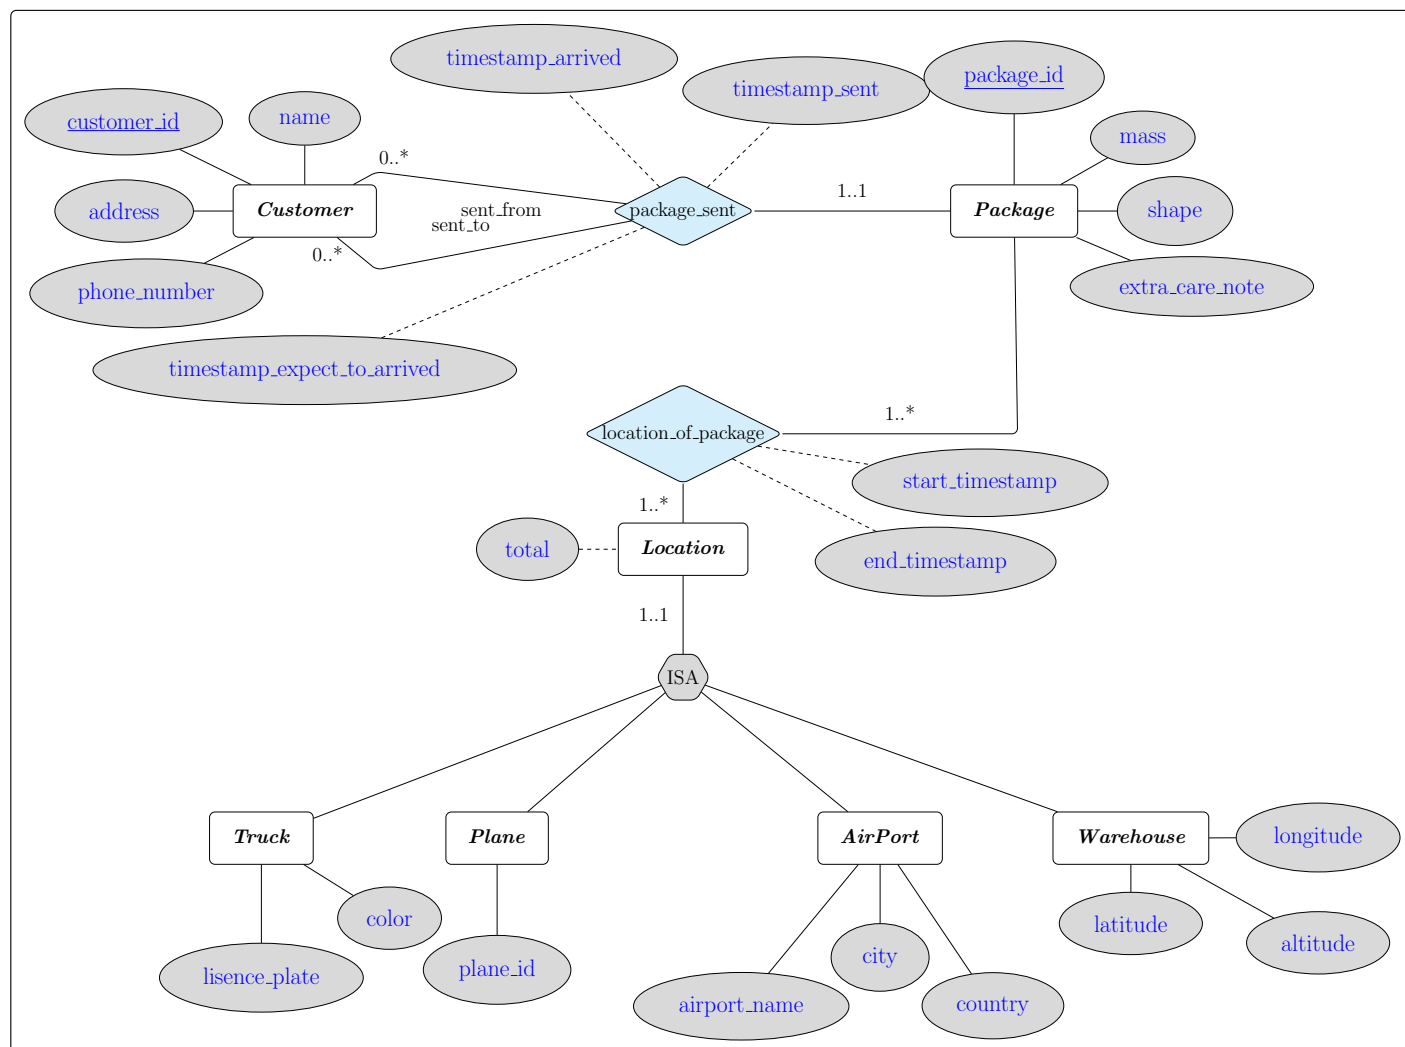 timestamp_arrived
timestamp_sent
package_id
customer_id
name
mass
0..*
address
Customer
sent_from
sent_to
package_sent
1..1
Package
shape
0..*
phone_number
extra_care_note
timestamp_expect_to_arrived
1..*
location_of_package
start_timestamp
1..*
total
Location
end_timestamp
1..1
ISA
Truck
Plane
AirPort
Warehouse
longitude
color
latitude
altitude
lisence_plate
plane_id
city
airport_name
country